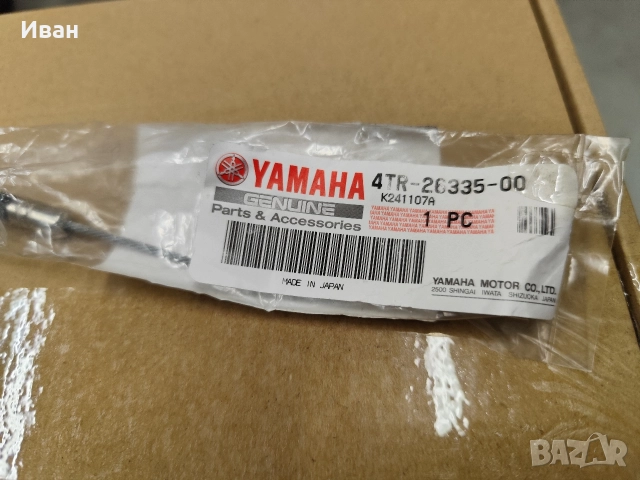 Иван
YAMAHA
GENUINE
Parts & Accessories
4TR-26335-00
K241107A
1 PC
MADE IN JAPAN
YAMAHA MOTOR CO., LTD.
2500 SHINGAI IWATA SHIZUOKA JAPAN
BAZAR